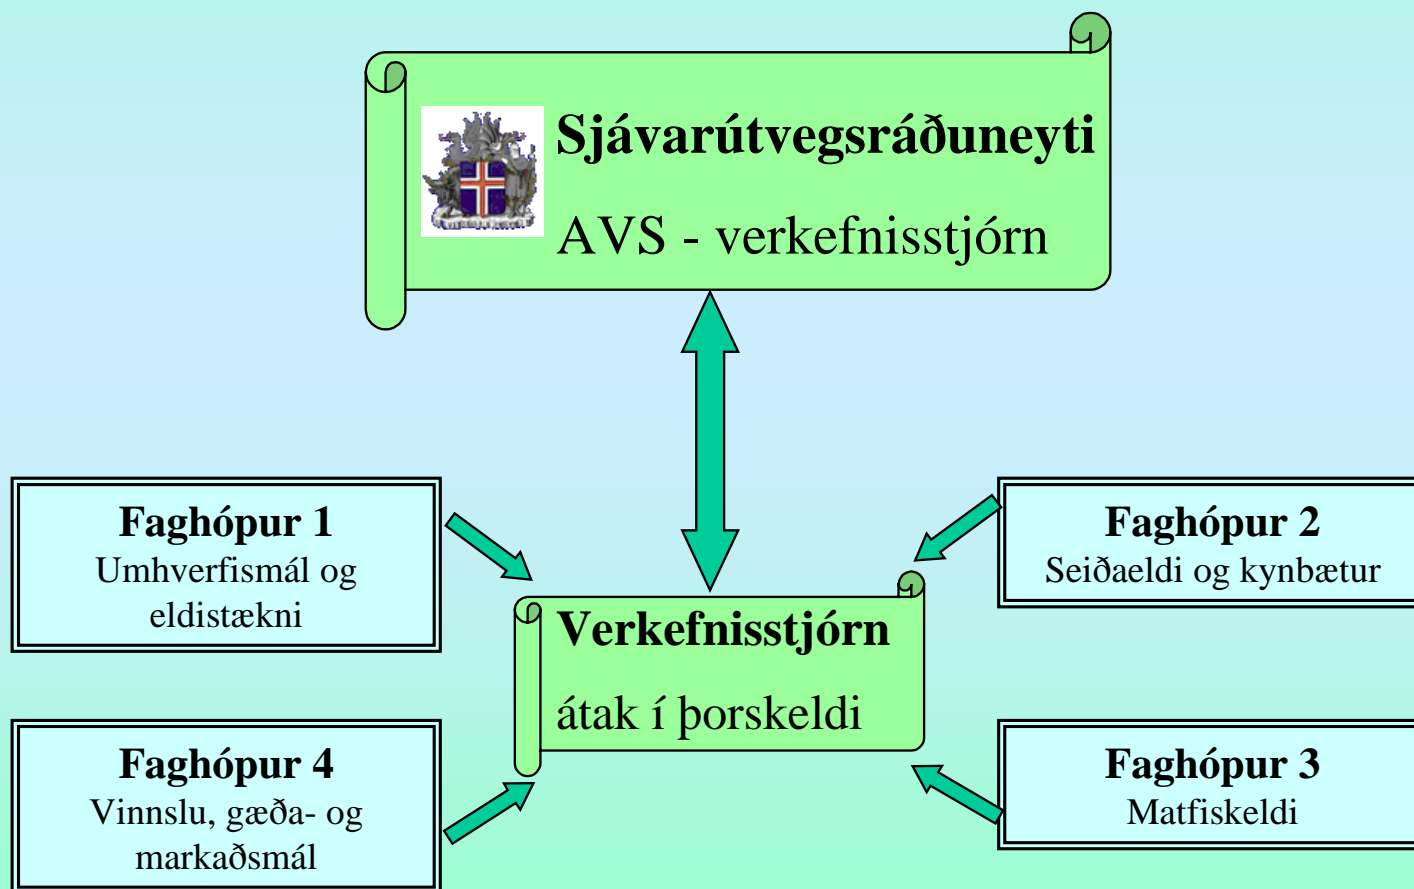 Sjávarútvegsráðuneyti
AVS - verkefnisstjórn
Faghópur 1
Umhverfismál og
eldistækni
Faghópur 2
Seiðaeldi og kynbætur
Verkefnisstjórn
átak í þorskeldi
Faghópur 4
Vinnslu, gæða- og
markaðsmál
Faghópur 3
Matfiskeldi